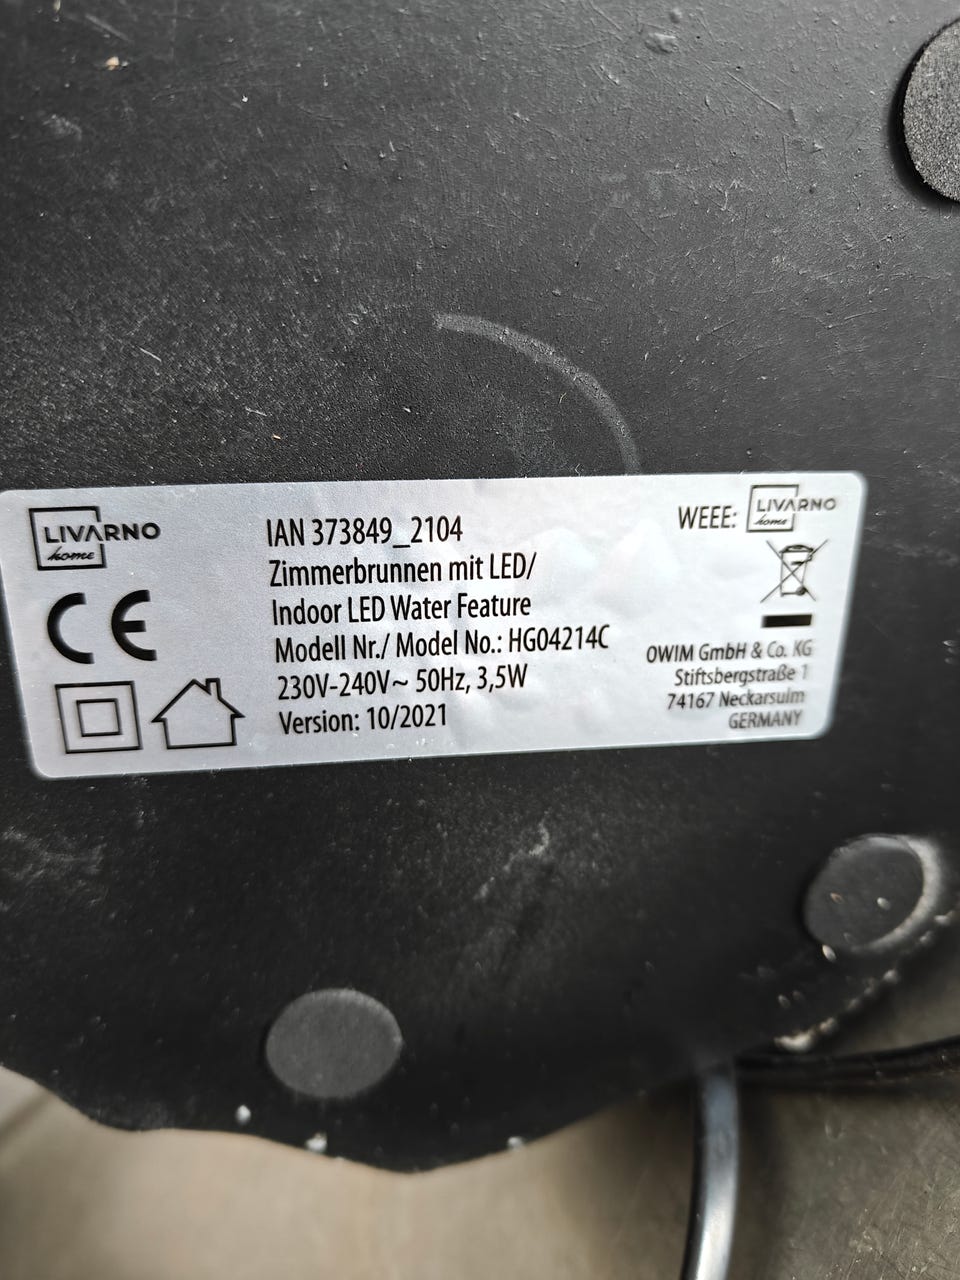 LIVARNO
home
CE
IAN 373849_2104
Zimmerbrunnen mit LED/
Indoor LED Water Feature
Modell Nr./ Model No.: HG04214C
230V-240V~ 50Hz, 3,5W
Version: 10/2021
WEEE: LIVARNO
home
OWIM GmbH & Co. KG
Stiftsbergstraße 1
74167 Neckarsulm
GERMANY